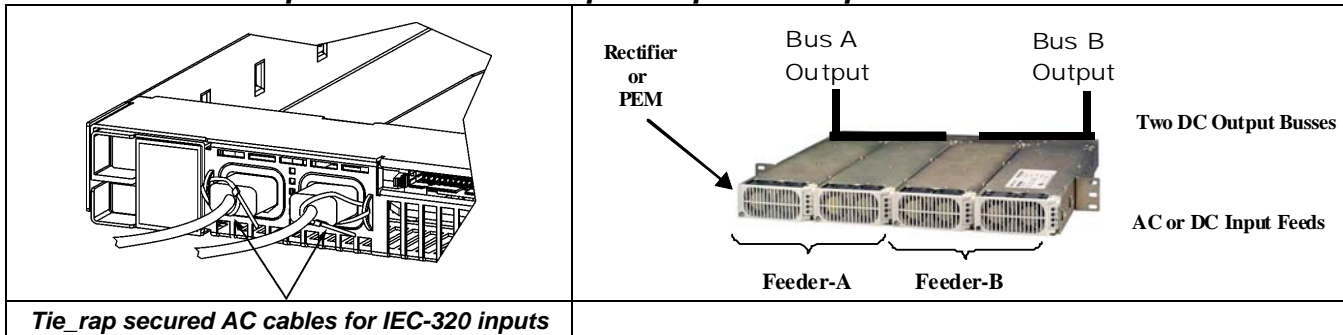 Tie_rap secured AC cables for IEC-320 inputs
Rectifier
or
PEM
Bus A
Output
Bus B
Output
Two DC Output Busses
AC or DC Input Feeds
Feeder-A
Feeder-B